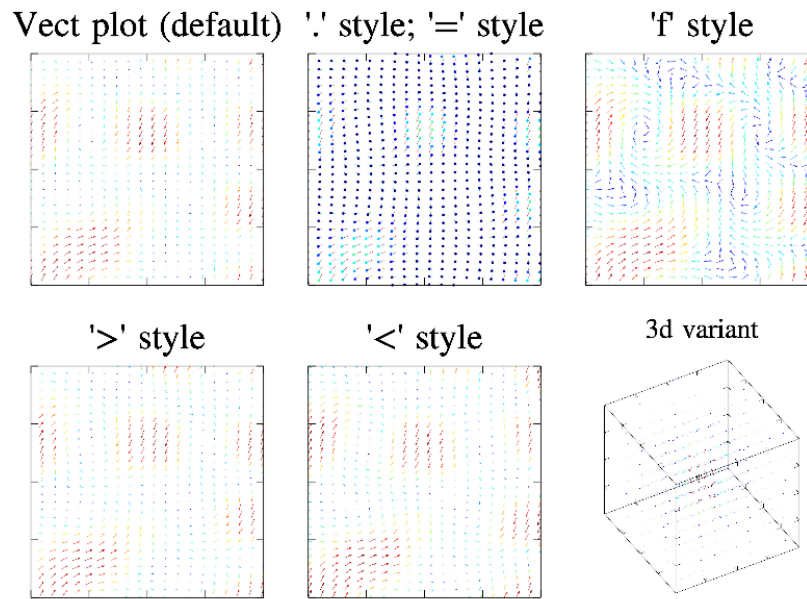 Vect plot (default)
'.' style; '=' style
'f' style
'>' style
'<' style
3d variant